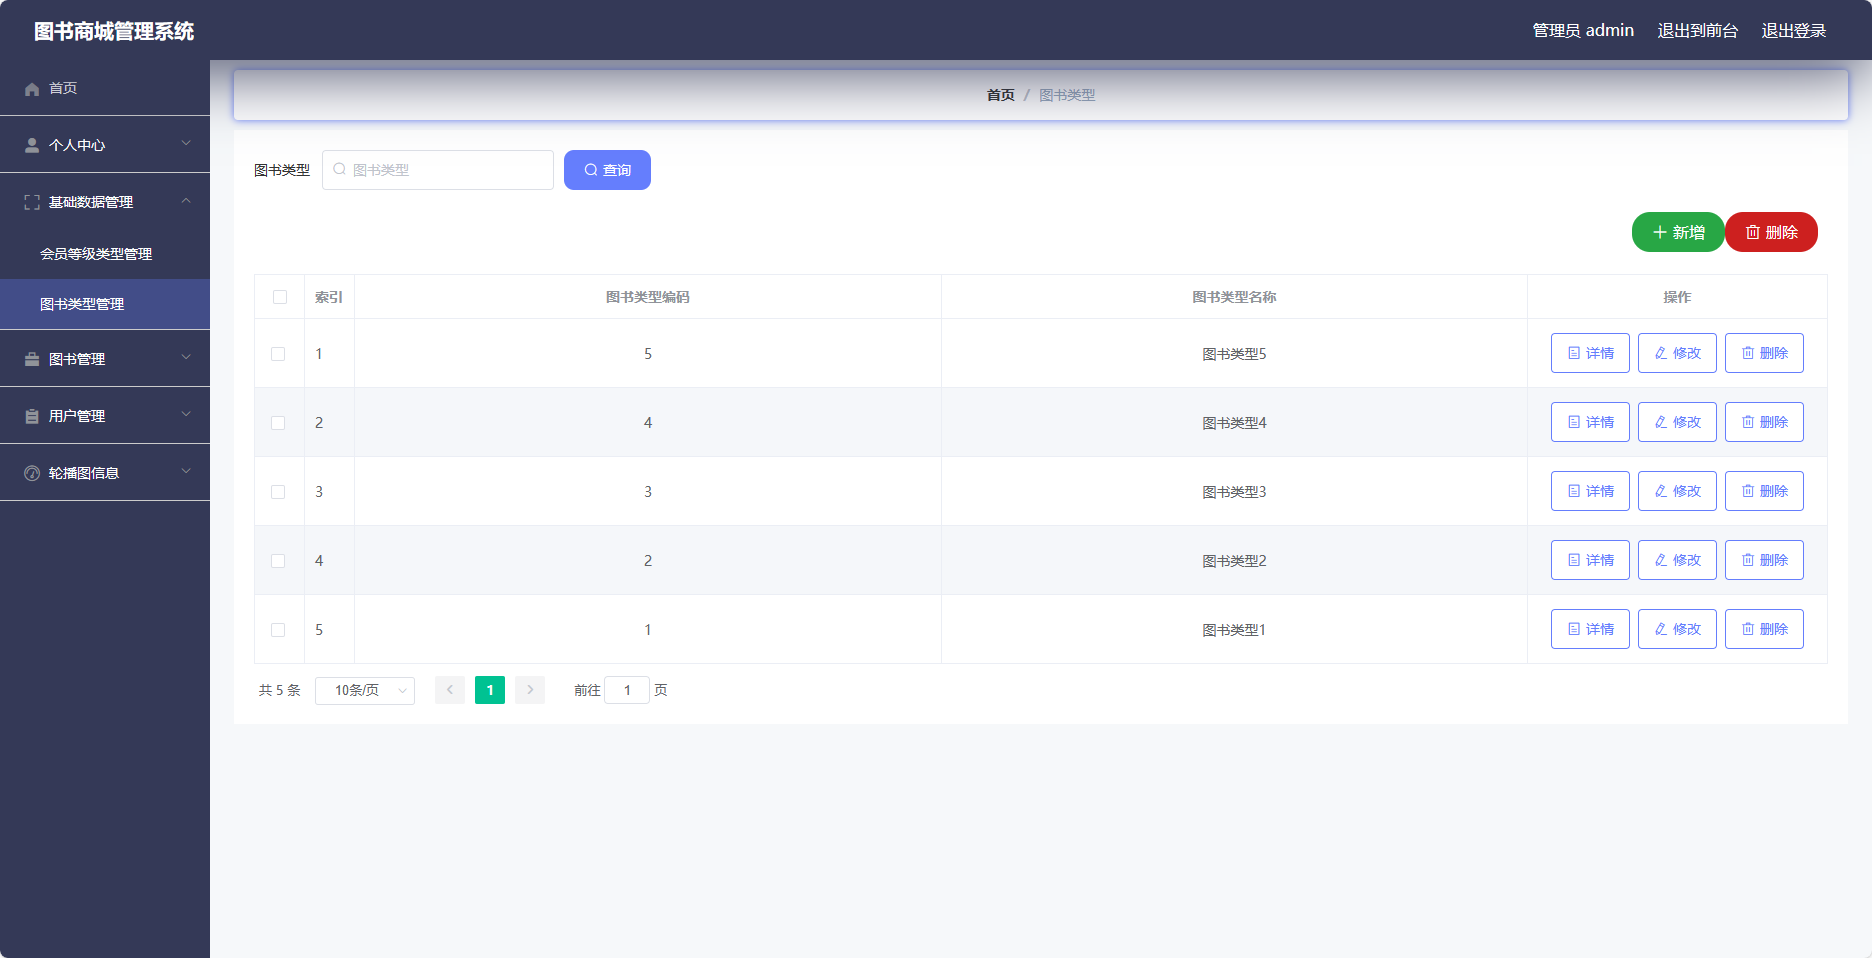 图书商城管理系统
管理员 admin 退出到前台 退出登录
首页
个人中心
基础数据管理
会员等级类型管理
图书类型管理
图书管理
用户管理
轮播图信息
首页 / 图书类型
图书类型 图书类型 查询
新增 删除
索引 图书类型编码 图书类型名称 操作
1 5 图书类型5 详情 修改 删除
2 4 图书类型4 详情 修改 删除
3 3 图书类型3 详情 修改 删除
4 2 图书类型2 详情 修改 删除
5 1 图书类型1 详情 修改 删除
共 5 条 10条/页 1 前往 1 页